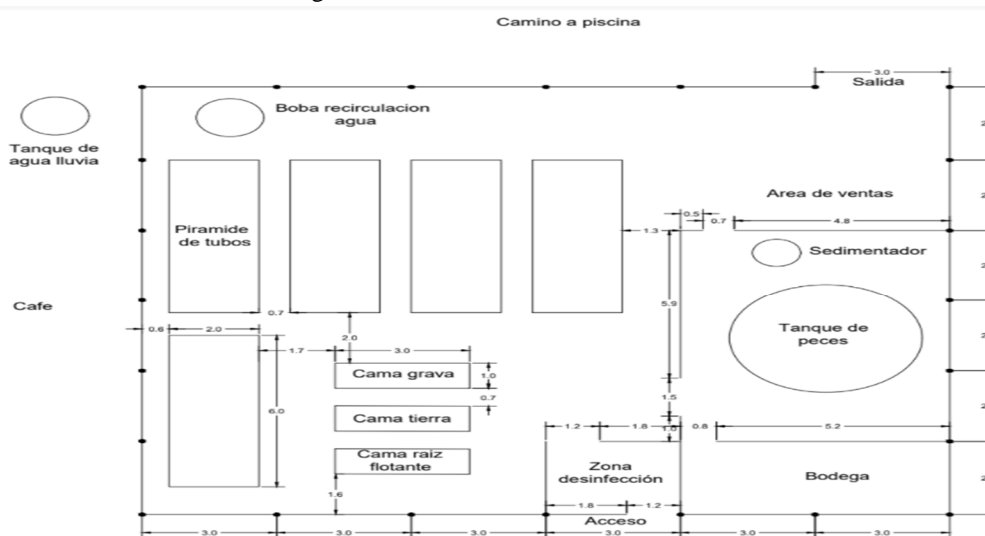 Camino a piscina
3.0
Salida
Boba recirculacion
agua
Tanque de
agua lluvia
Area de ventas
0.5
0.7
4.8
1.3
Piramide
de tubos
Sedimentador
Cafe
5.9
Tanque de
peces
0.7
0.6
2.0
1.7
2.0
3.0
Cama grava
1.0
0.7
6.0
1.5
Cama tierra
1.2
1.8
0.8
5.2
Cama raiz
flotante
Zona
desinfección
Bodega
1.6
1.8
1.2
Acceso
3.0
3.0
3.0
3.0
3.0
3.0